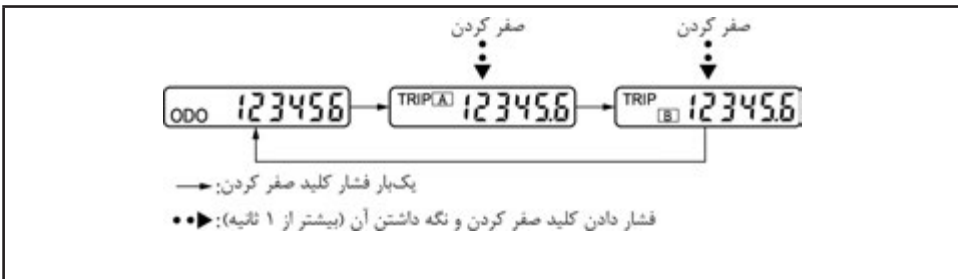 صفر کردن صفر کردن
ODO 123456 TRIP A 12345.6 TRIP B 12345.6
یک‌بار فشار کلید صفر کردن:
فشار دادن کلید صفر کردن و نگه داشتن آن (بیشتر از ۱ ثانیه):